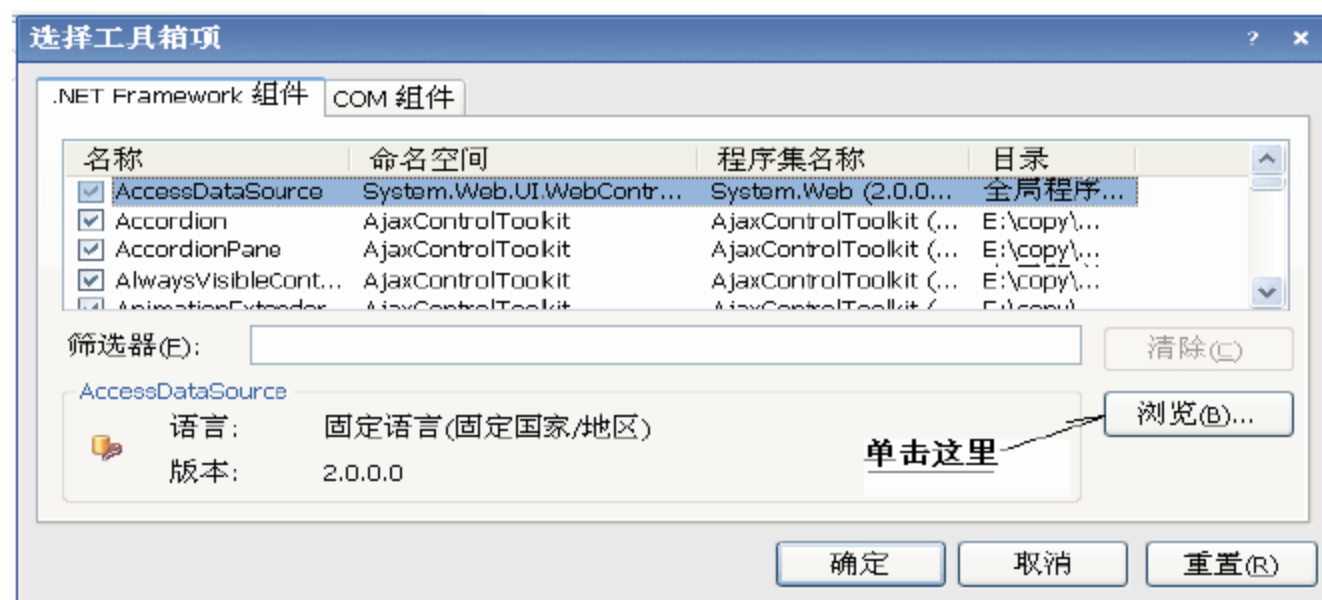 选择工具箱项
.NET Framework 组件 COM 组件
名称 命名空间 程序集名称 目录
AccessDataSource System.Web.UI.WebContr... System.Web (2.0.0... 全局程序...
Accordion AjaxControlToolkit AjaxControlToolkit (... E:\copy\...
AccordionPane AjaxControlToolkit AjaxControlToolkit (... E:\copy\...
AlwaysVisibleCont... AjaxControlToolkit AjaxControlToolkit (... E:\copy\...
AnimationExtender AjaxControlToolkit AjaxControlToolkit ( E:\copy\
筛选器(F): 清除(C)
AccessDataSource
语言: 固定语言(固定国家/地区) 浏览(B)...
单击这里
版本: 2.0.0.0
确定 取消 重置(R)